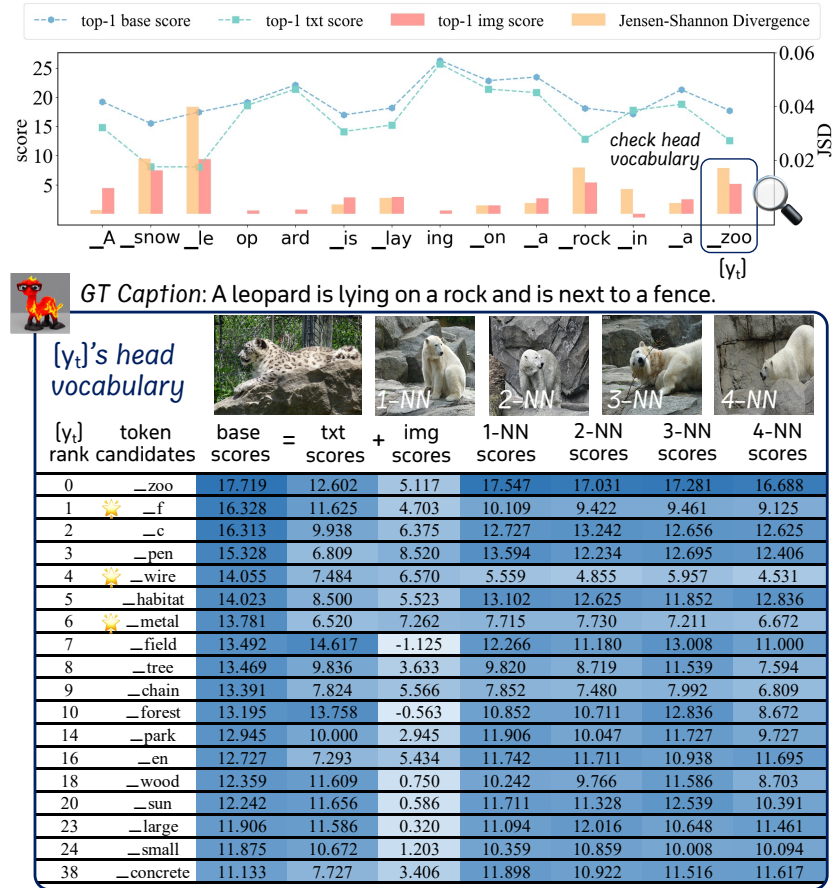 top-1 base score top-1 txt score top-1 img score Jensen-Shannon Divergence
score
25
20
15
10
5
0.06
0.04
0.02
JSD
check head
vocabulary
_A _snow _le op ard _is _lay ing _on _a _rock _in _a _zoo
[yt]
GT Caption: A leopard is lying on a rock and is next to a fence.
[yt]'s head
vocabulary
1-NN 2-NN 3-NN 4-NN
[yt] rank token candidates base scores = txt scores + img scores 1-NN scores 2-NN scores 3-NN scores 4-NN scores
0 _zoo 17.719 12.602 5.117 17.547 17.031 17.281 16.688
1 _f 16.328 11.625 4.703 10.109 9.422 9.461 9.125
2 _c 16.313 9.938 6.375 12.727 13.242 12.656 12.625
3 _pen 15.328 6.809 8.520 13.594 12.234 12.695 12.406
4 _wire 14.055 7.484 6.570 5.559 4.855 5.957 4.531
5 _habitat 14.023 8.500 5.523 13.102 12.625 11.852 12.836
6 _metal 13.781 6.520 7.262 7.715 7.730 7.211 6.672
7 _field 13.492 14.617 -1.125 12.266 11.180 13.008 11.000
8 _tree 13.469 9.836 3.633 9.820 8.719 11.539 7.594
9 _chain 13.391 7.824 5.566 7.852 7.480 7.992 6.809
10 _forest 13.195 13.758 -0.563 10.852 10.711 12.836 8.672
14 _park 12.945 10.000 2.945 11.906 10.047 11.727 9.727
16 _en 12.727 7.293 5.434 11.742 11.711 10.938 11.695
18 _wood 12.359 11.609 0.750 10.242 9.766 11.586 8.703
20 _sun 12.242 11.656 0.586 11.711 11.328 12.539 10.391
23 _large 11.906 11.586 0.320 11.094 12.016 10.648 11.461
24 _small 11.875 10.672 1.203 10.359 10.859 10.008 10.094
38 _concrete 11.133 7.727 3.406 11.898 10.922 11.516 11.617